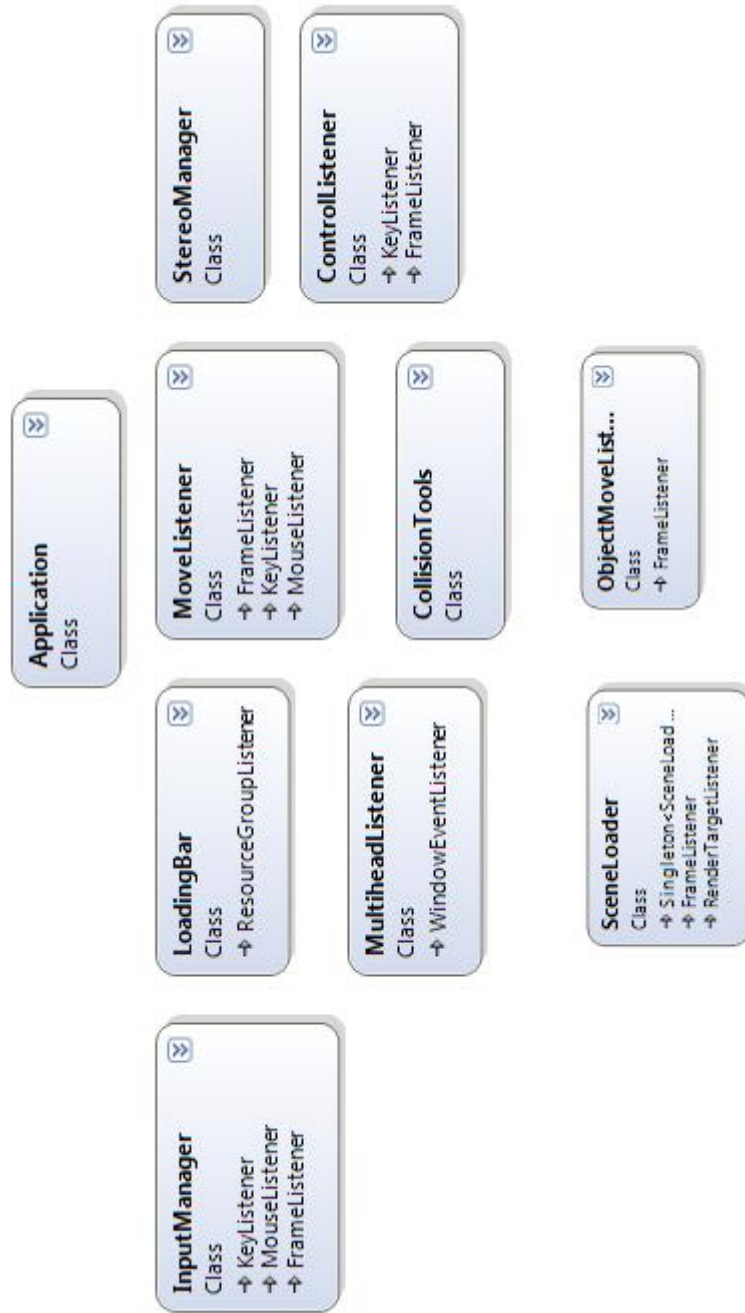 Application
Class
InputManager
Class
KeyListener
MouseListener
FrameListener
LoadingBar
Class
ResourceGroupListener
MoveListener
Class
FrameListener
KeyListener
MouseListener
StereoManager
Class
MultiheadListener
Class
WindowEventListener
CollisionTools
Class
ControlListener
Class
KeyListener
FrameListener
SceneLoader
Class
Singleton<SceneLoad ...
FrameListener
RenderTargetListener
ObjectMoveList...
Class
FrameListener